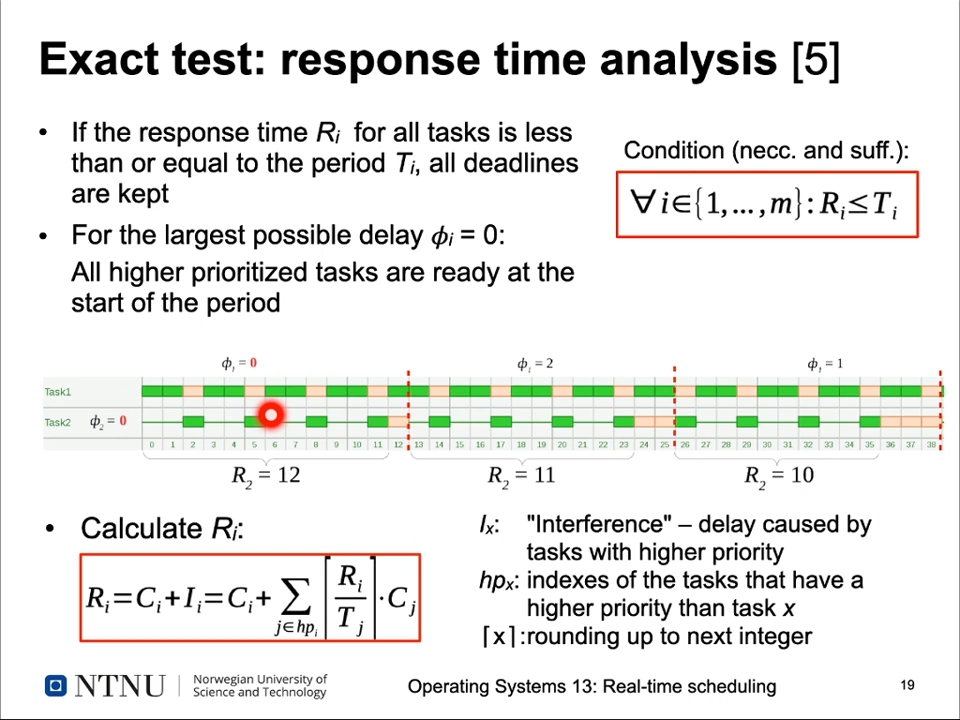 Exact test: response time analysis [5]
• If the response time Rᵢ for all tasks is less
than or equal to the period Tᵢ, all deadlines
are kept
• For the largest possible delay ϕᵢ = 0:
All higher prioritized tasks are ready at the
start of the period
Condition (necc. and suff.):
∀ i∈{1,…,m}: Rᵢ≤Tᵢ
ϕ₁ = 0
ϕ₁ = 2
ϕ₁ = 1
Task1
Task2 ϕ₂ = 0
0 1 2 3 4 5 6 7 8 9 10 11 12 13 14 15 16 17 18 19 20 21 22 23 24 25 26 27 28 29 30 31 32 33 34 35 36 37 38
R₂ = 12
R₂ = 11
R₂ = 10
• Calculate Rᵢ:
Rᵢ=Cᵢ+Iᵢ=Cᵢ+ ∑_{j∈hpᵢ} ⌈Rᵢ/Tⱼ⌉·Cⱼ
Iₓ: "Interference" – delay caused by
tasks with higher priority
hpₓ: indexes of the tasks that have a
higher priority than task x
⌈x⌉:rounding up to next integer
NTNU
Norwegian University of
Science and Technology
Operating Systems 13: Real-time scheduling
19